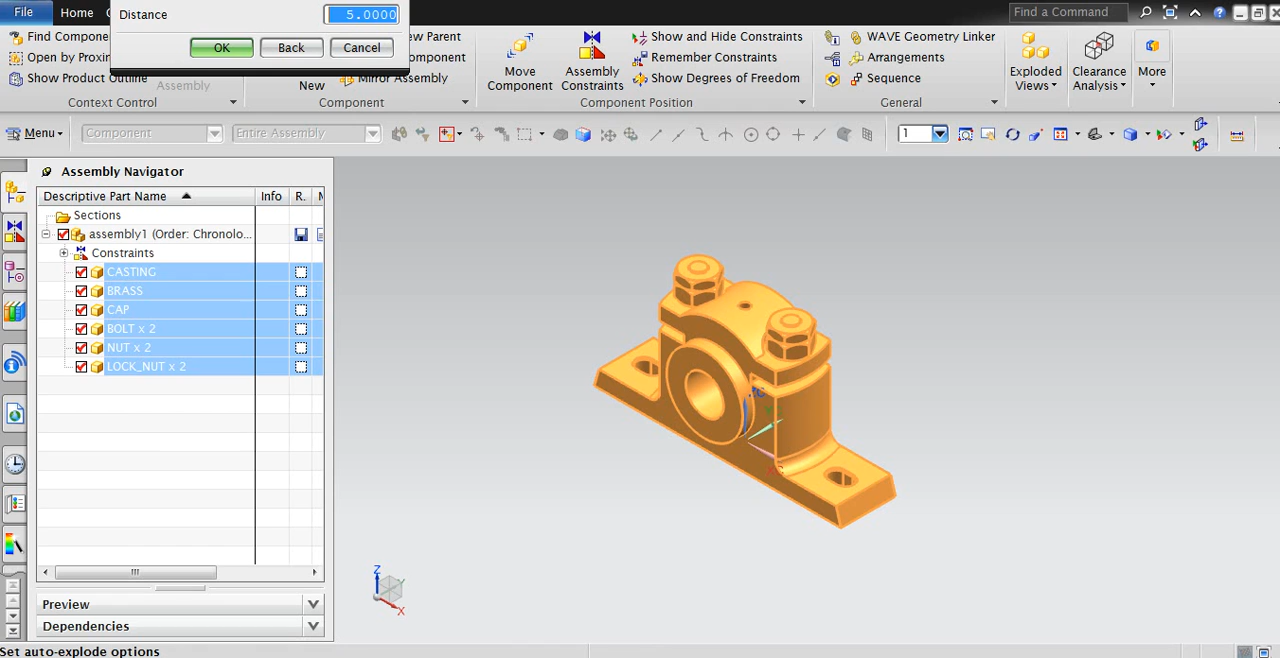 File
Home
Distance
5.0000
OK
Back
Cancel
Find a Command
Find Compone
Open by Proxin
Show Product Outline
Context Control
Assembly
New
rent
mponent
Mirror Assembly
Component
Move
Component
Assembly
Constraints
Show and Hide Constraints
Remember Constraints
Show Degrees of Freedom
Component Position
WAVE Geometry Linker
Arrangements
Sequence
General
Exploded
Views
Clearance
Analysis
More
Menu
Component
Entire Assembly
1
Assembly Navigator
Descriptive Part Name
Info
R.
M
Sections
assembly1 (Order: Chronolo...
Constraints
CASTING
BRASS
CAP
BOLT x 2
NUT x 2
LOCK_NUT x 2
Preview
Dependencies
Set auto-explode options
XC
Z
Y
X